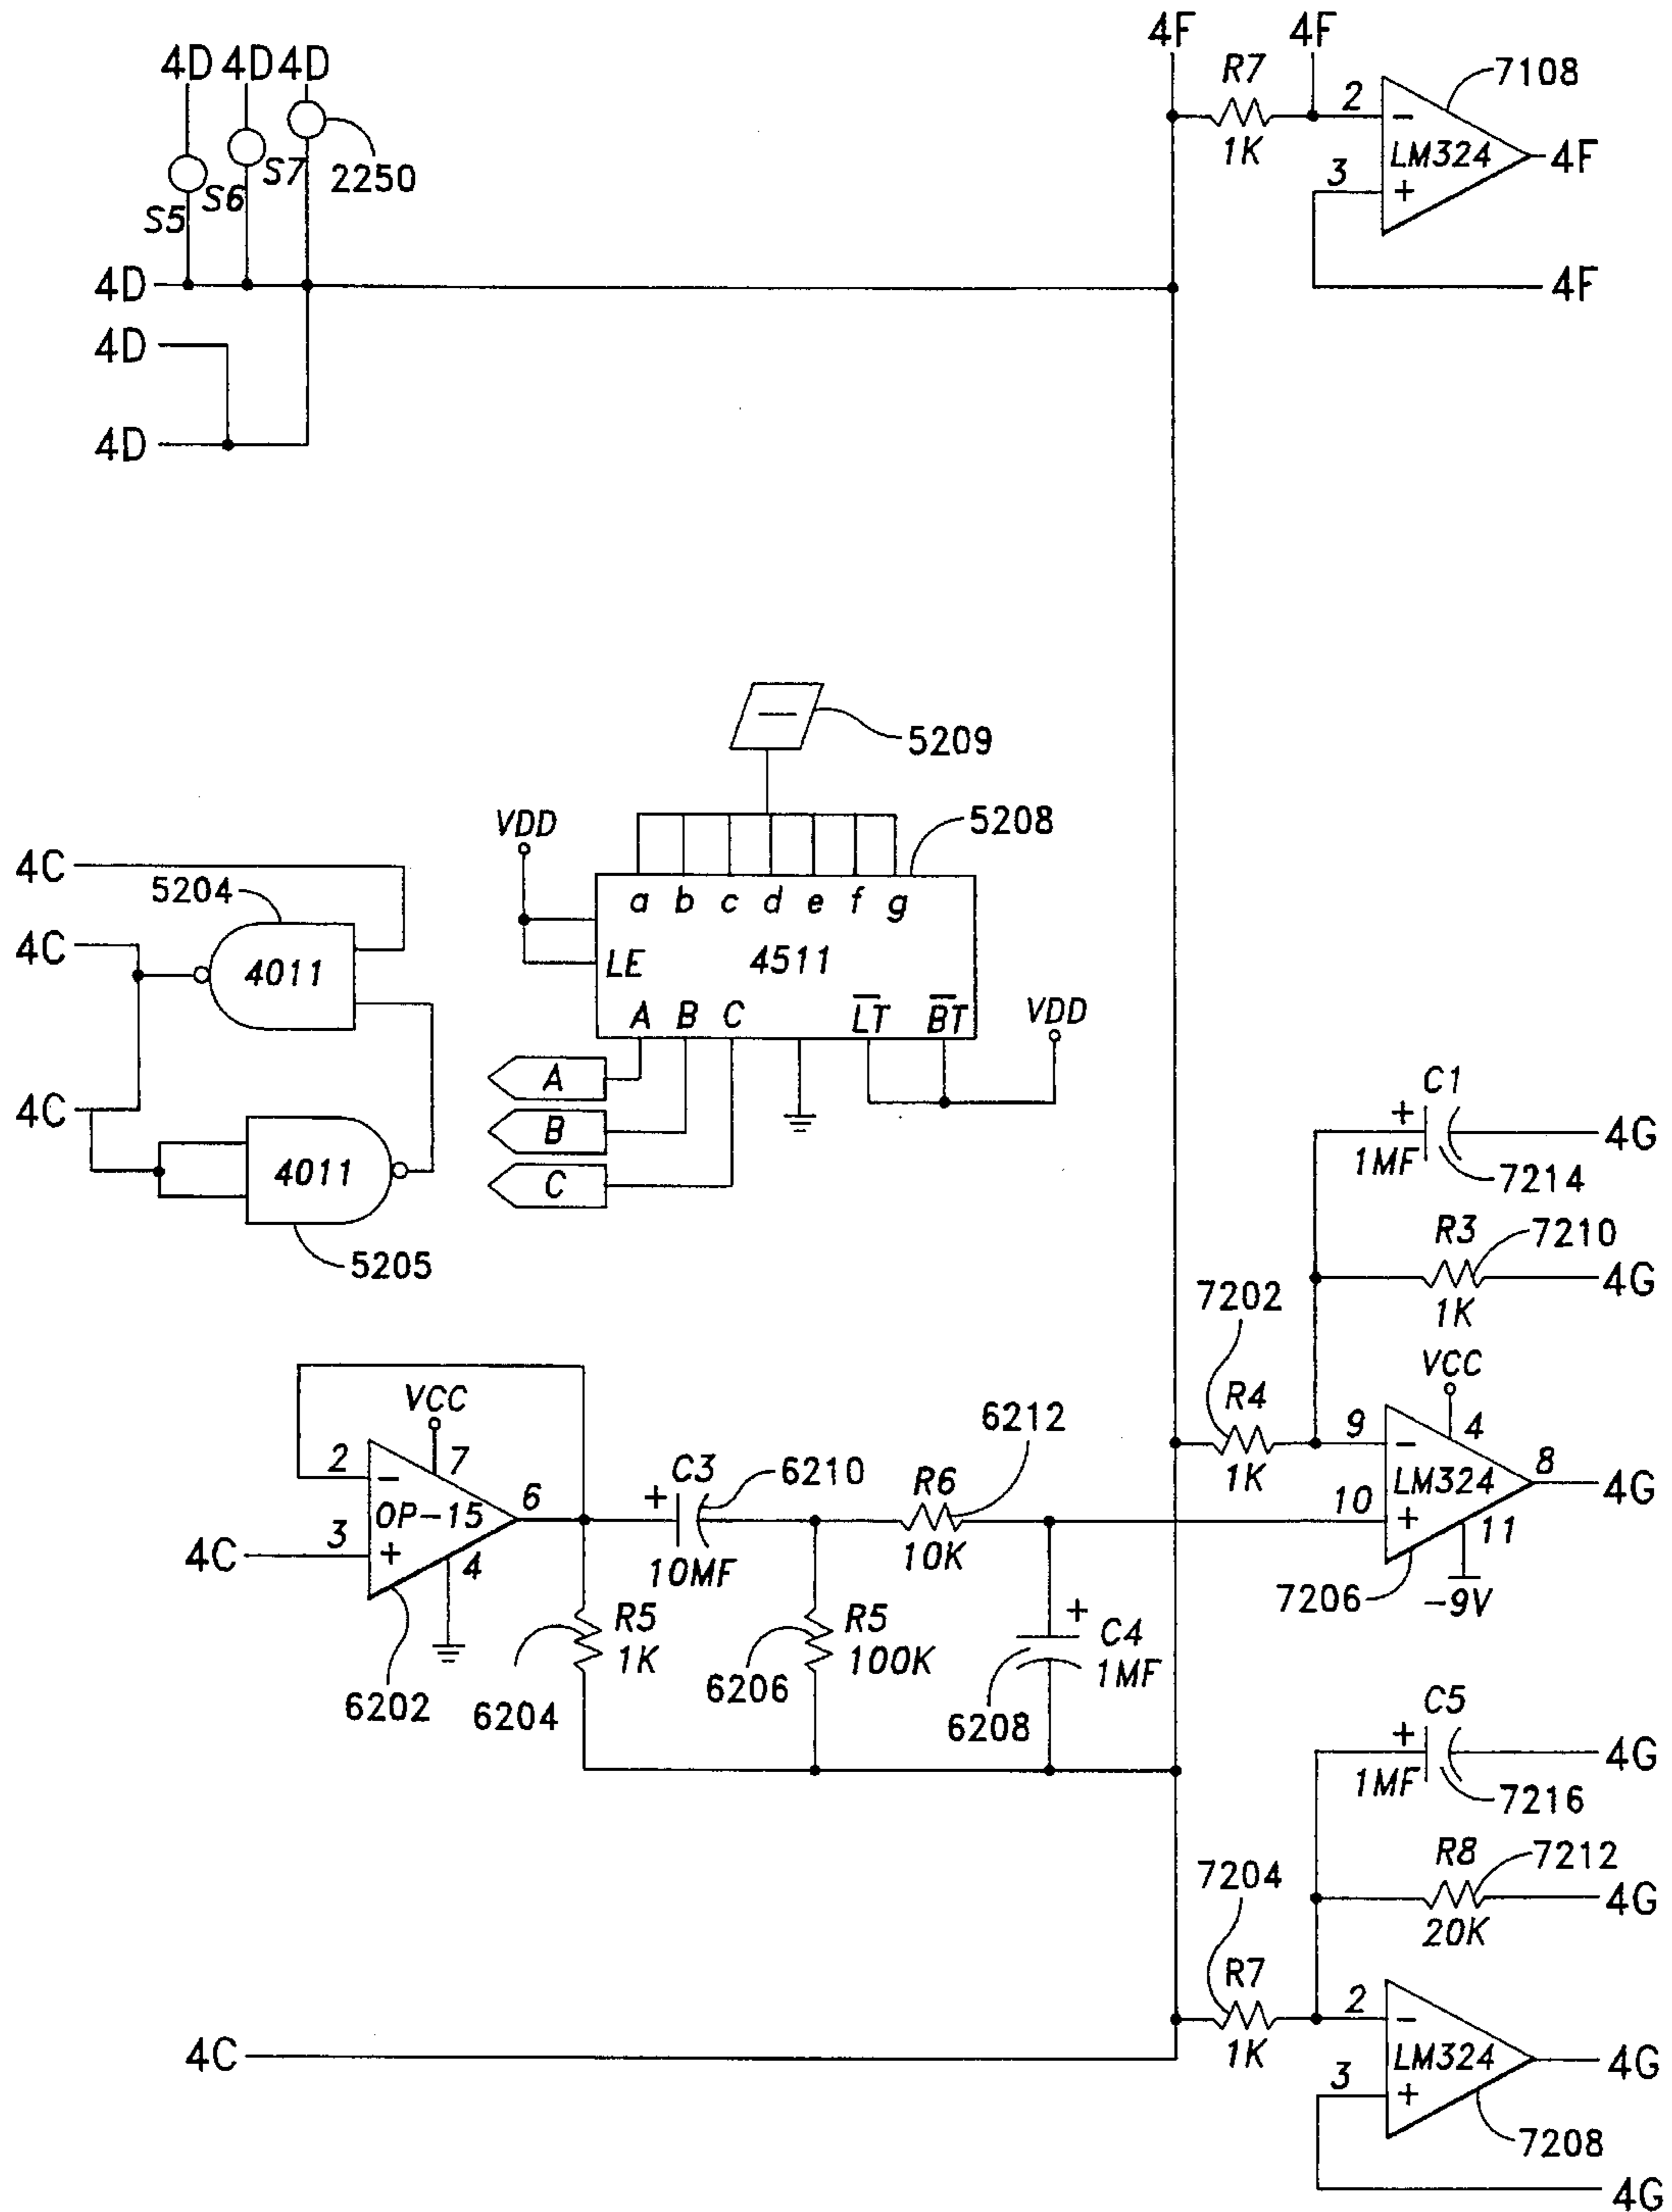 4F 4F
4D 4D 4D
R7
7108
2
−
1K
LM324
4F
2250
S7
S6
S5
3
+
4D
4F
4D
4D
5209
VDD
5208
4C
5204
a b c d e f g
4C
4011
LE
4511
A B C LT BT
VDD
A
C1
+
4C
B
1MF
4G
4011
C
7214
R3
7210
5205
7202
4G
1K
VCC
VCC
R4
6212
2
−
7
C3
6210
R6
9
−
4
+
1K
LM324
8
4G
OP-15
6
10
+
11
3
+
4C
4
10MF
10K
7206
-9V
R5
1K
R5
100K
+
C4
1MF
6206
6202
6204
6208
C5
+
1MF
4G
7216
R8
7212
7204
4G
20K
R7
2
−
4C
1K
LM324
4G
3
+
7208
4G